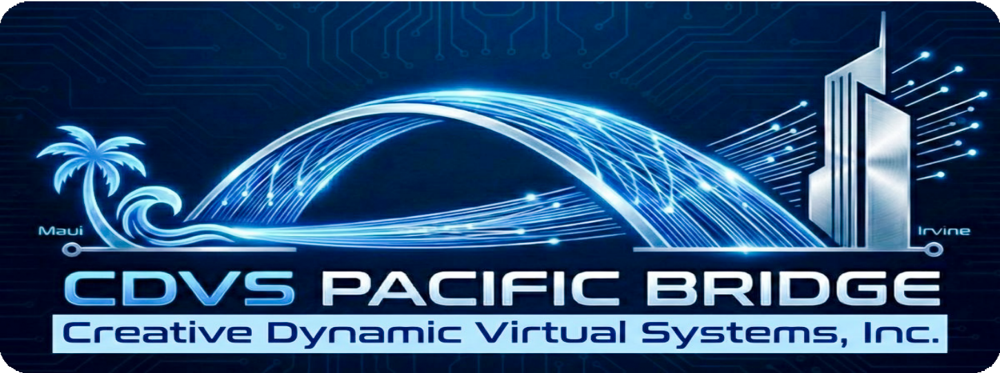 Maui
Irvine
CDVS PACIFIC BRIDGE
Creative Dynamic Virtual Systems, Inc.